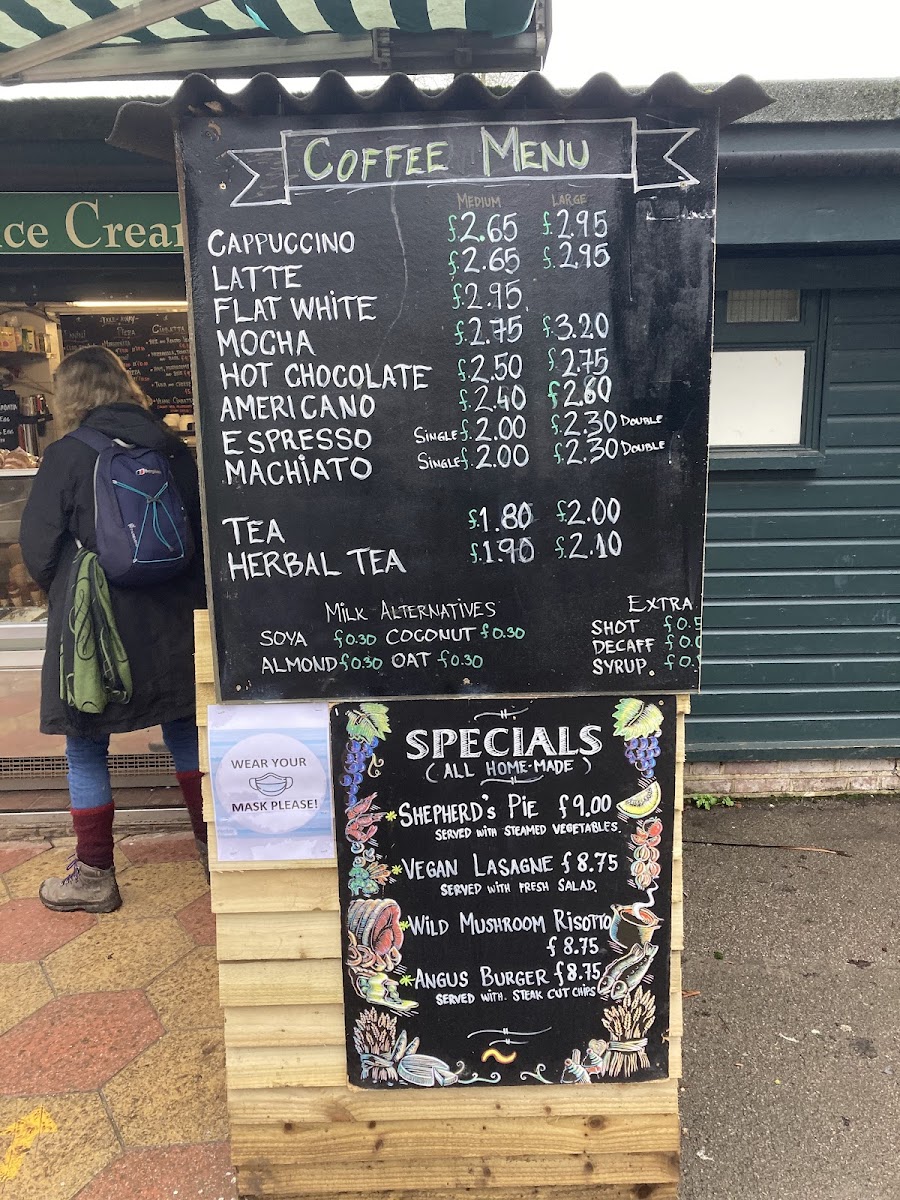 COFFEE MENU
MEDIUM LARGE
CAPPUCCINO £2.65 £2.95
LATTE £2.65 £2.95
FLAT WHITE £2.95
MOCHA £2.75 £3.20
HOT CHOCOLATE £2.50 £2.75
AMERICANO £2.40 £2.60
ESPRESSO SINGLE £2.00 £2.30 DOUBLE
MACHIATO SINGLE £2.00 £2.30 DOUBLE
TEA £1.80 £2.00
HERBAL TEA £1.90 £2.10
MILK ALTERNATIVES
SOYA £0.30 COCONUT £0.30
ALMOND £0.30 OAT £0.30
EXTRA
SHOT
DECAFF
SYRUP.
WEAR YOUR
MASK PLEASE!
SPECIALS
( ALL HOME-MADE )
SHEPHERD'S PIE £9.00
SERVED WITH STEAMED VEGETABLES.
VEGAN LASAGNE £8.75
SERVED WITH FRESH SALAD.
WILD MUSHROOM RISOTTO
£8.75
ANGUS BURGER £8.75
SERVED WITH STEAK CUT CHIPS
ce Crea
PIZZA